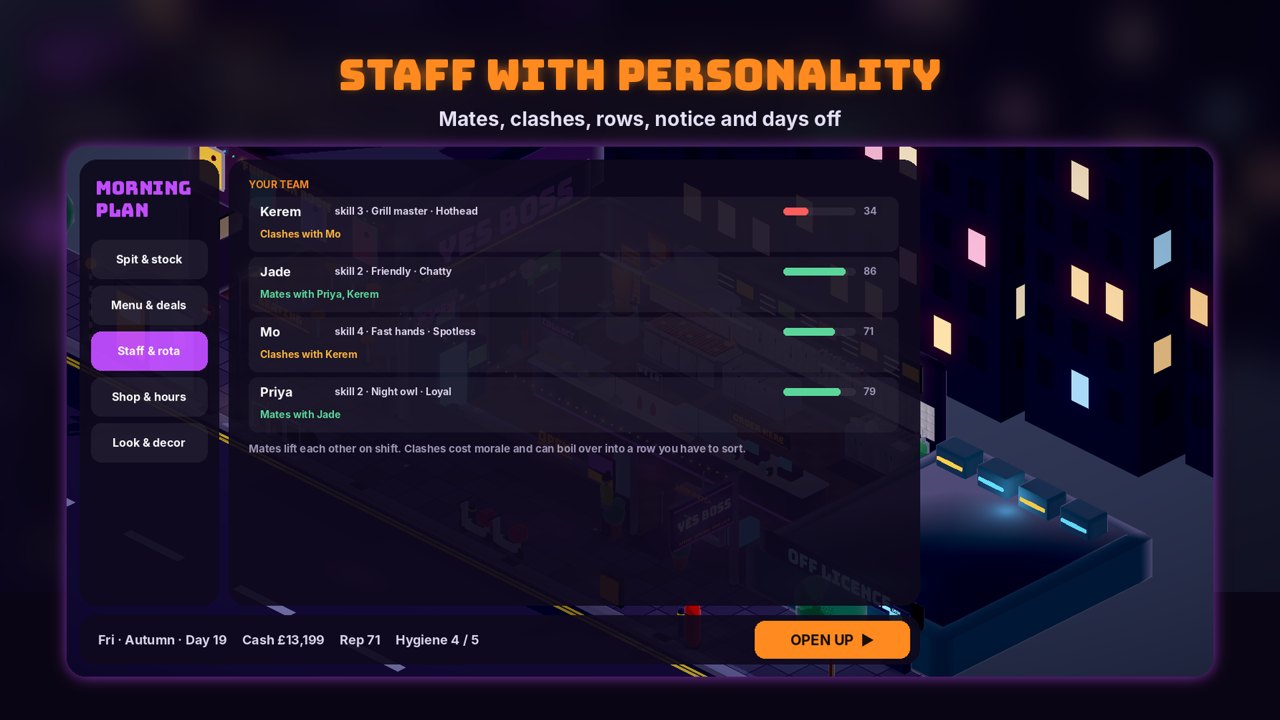 STAFF WITH PERSONALITY
Mates, clashes, rows, notice and days off
MORNING
PLAN
Spit & stock
Menu & deals
Staff & rota
Shop & hours
Look & decor
YOUR TEAM
Kerem skill 3 · Grill master · Hothead 34
Clashes with Mo
Jade skill 2 · Friendly · Chatty 86
Mates with Priya, Kerem
Mo skill 4 · Fast hands · Spotless 71
Clashes with Kerem
Priya skill 2 · Night owl · Loyal 79
Mates with Jade
Mates lift each other on shift. Clashes cost morale and can boil over into a row you have to sort.
YES BOSS
YES BOSS
OFF LICENCE
Fri · Autumn · Day 19 Cash £13,199 Rep 71 Hygiene 4 / 5
OPEN UP ▶